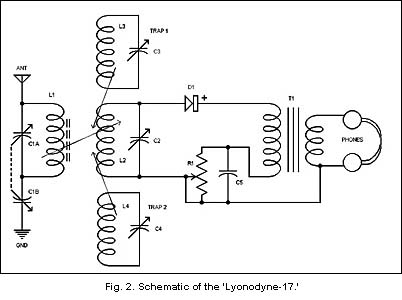 L3
TRAP 1
C3
ANT
L1
D1
+
T1
C1A
C2
PHONES
L2
R1
C5
C1B
L4
TRAP 2
C4
GND
Fig. 2. Schematic of the 'Lyonodyne-17.'